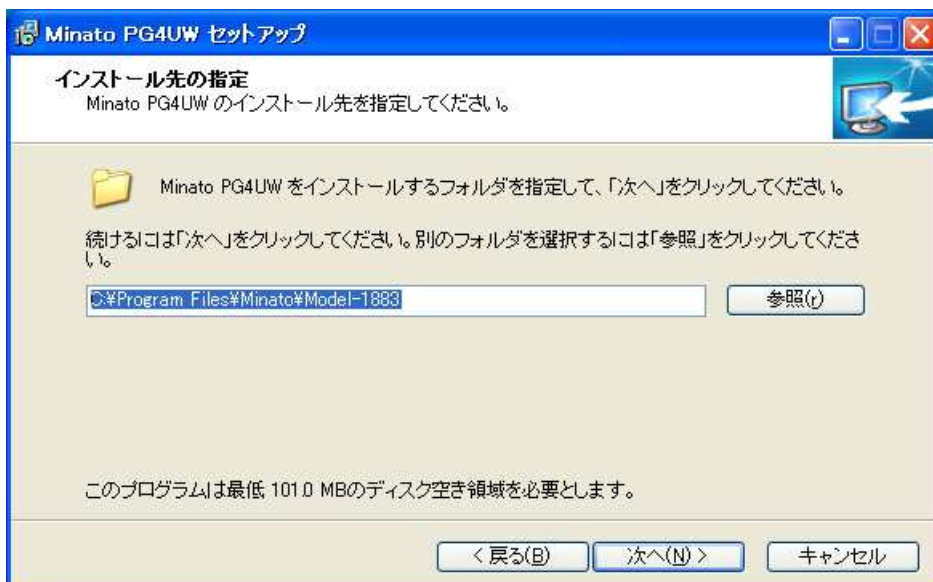 Minato PG4UW セットアップ
インストール先の指定
Minato PG4UW のインストール先を指定してください。
Minato PG4UW をインストールするフォルダを指定して、「次へ」をクリックしてください。
続けるには「次へ」をクリックしてください。別のフォルダを選択するには「参照」をクリックしてくださ
い。
C:¥Program Files¥Minato¥Model-1883
参照(r)
このプログラムは最低 101.0 MBのディスク空き領域を必要とします。
< 戻る(B)
次へ(N) >
キャンセル